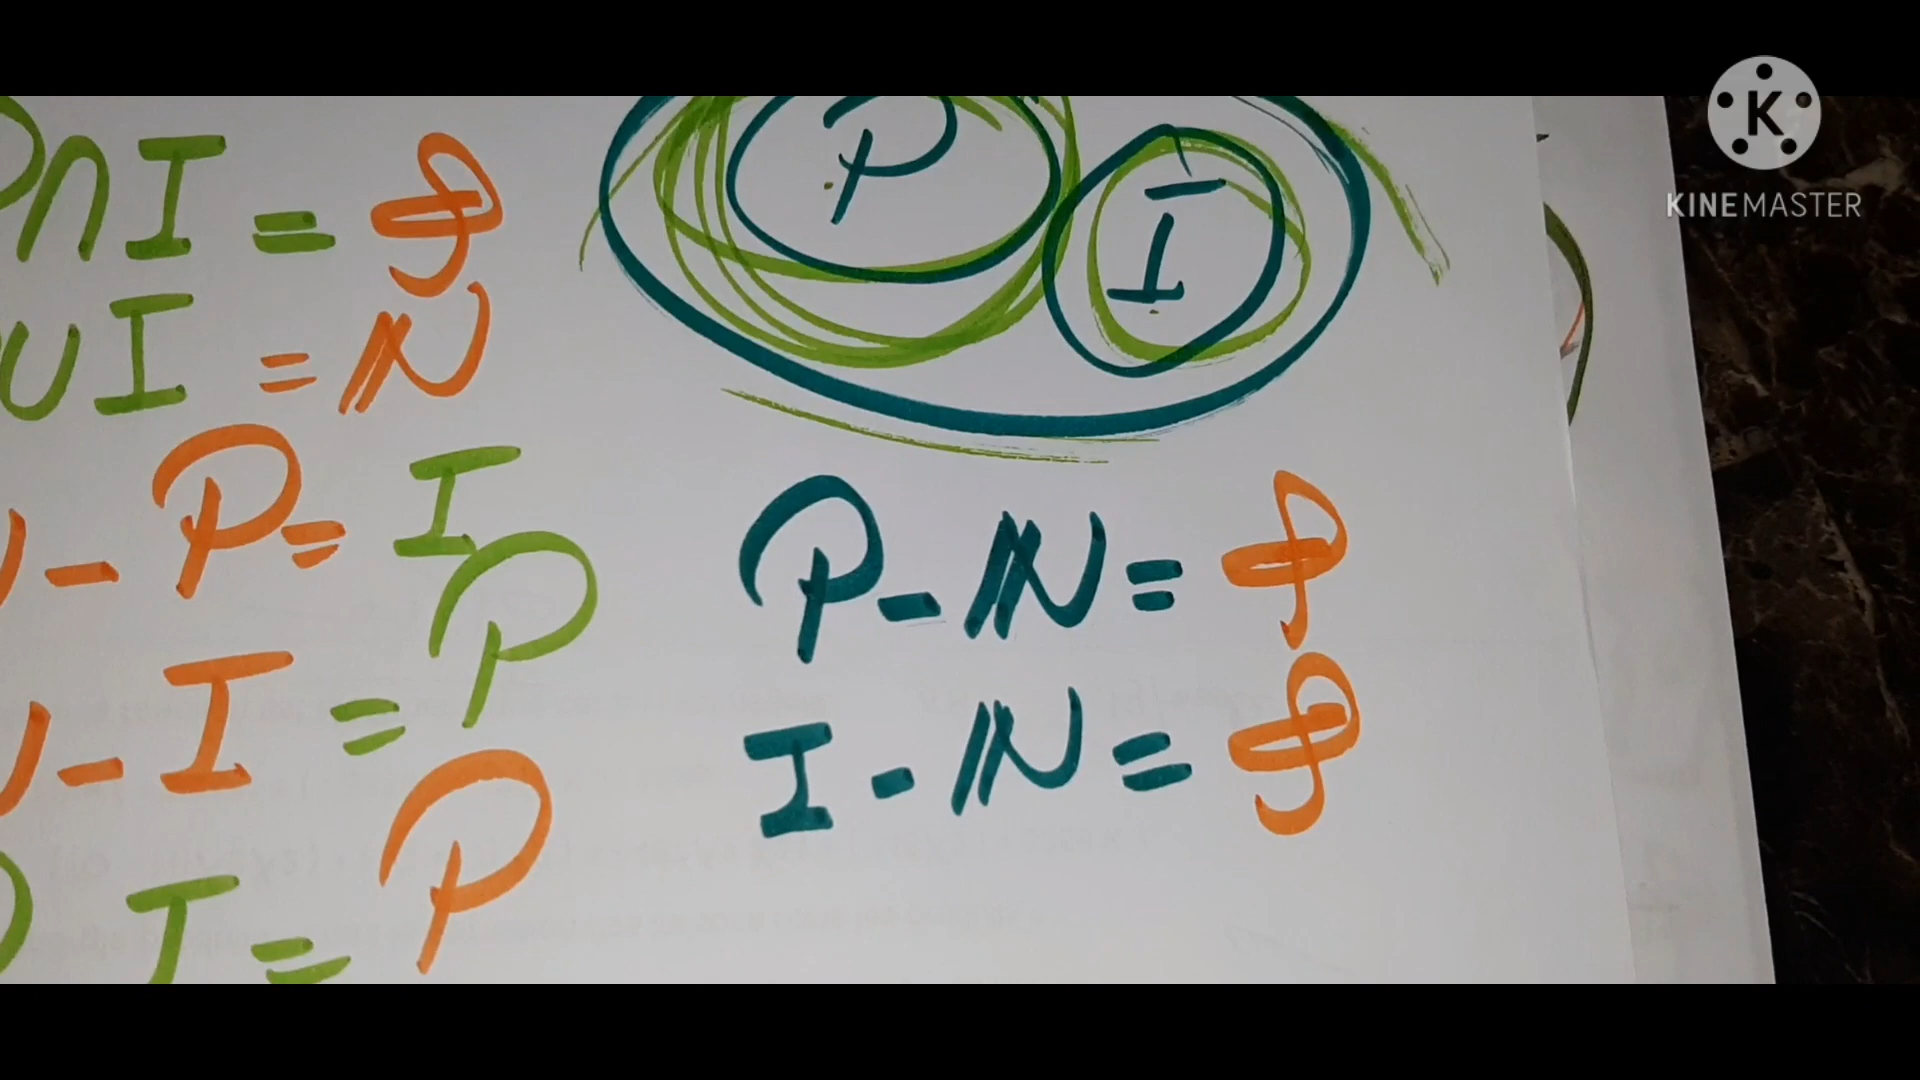 P I
P∩I = φ
∪I = ℕ
- P = I
- I = P
I = P
P - ℕ = φ
I - ℕ = φ
K
KINEMASTER